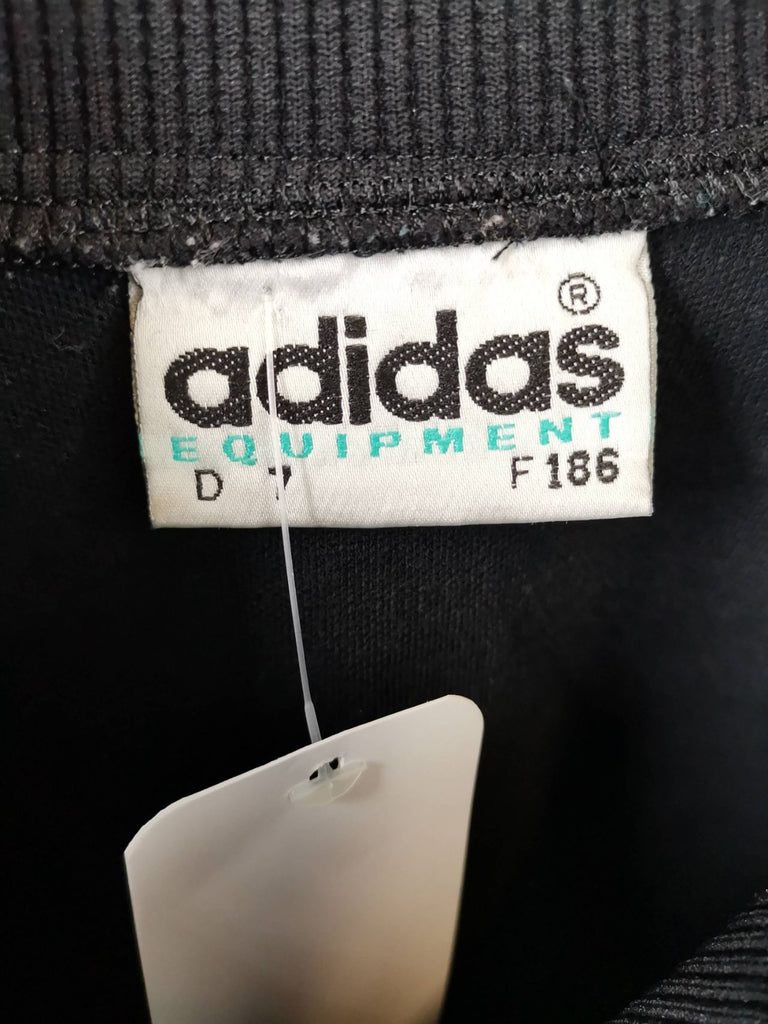 ®
adidas
EQUIPMENT
D 7 F186